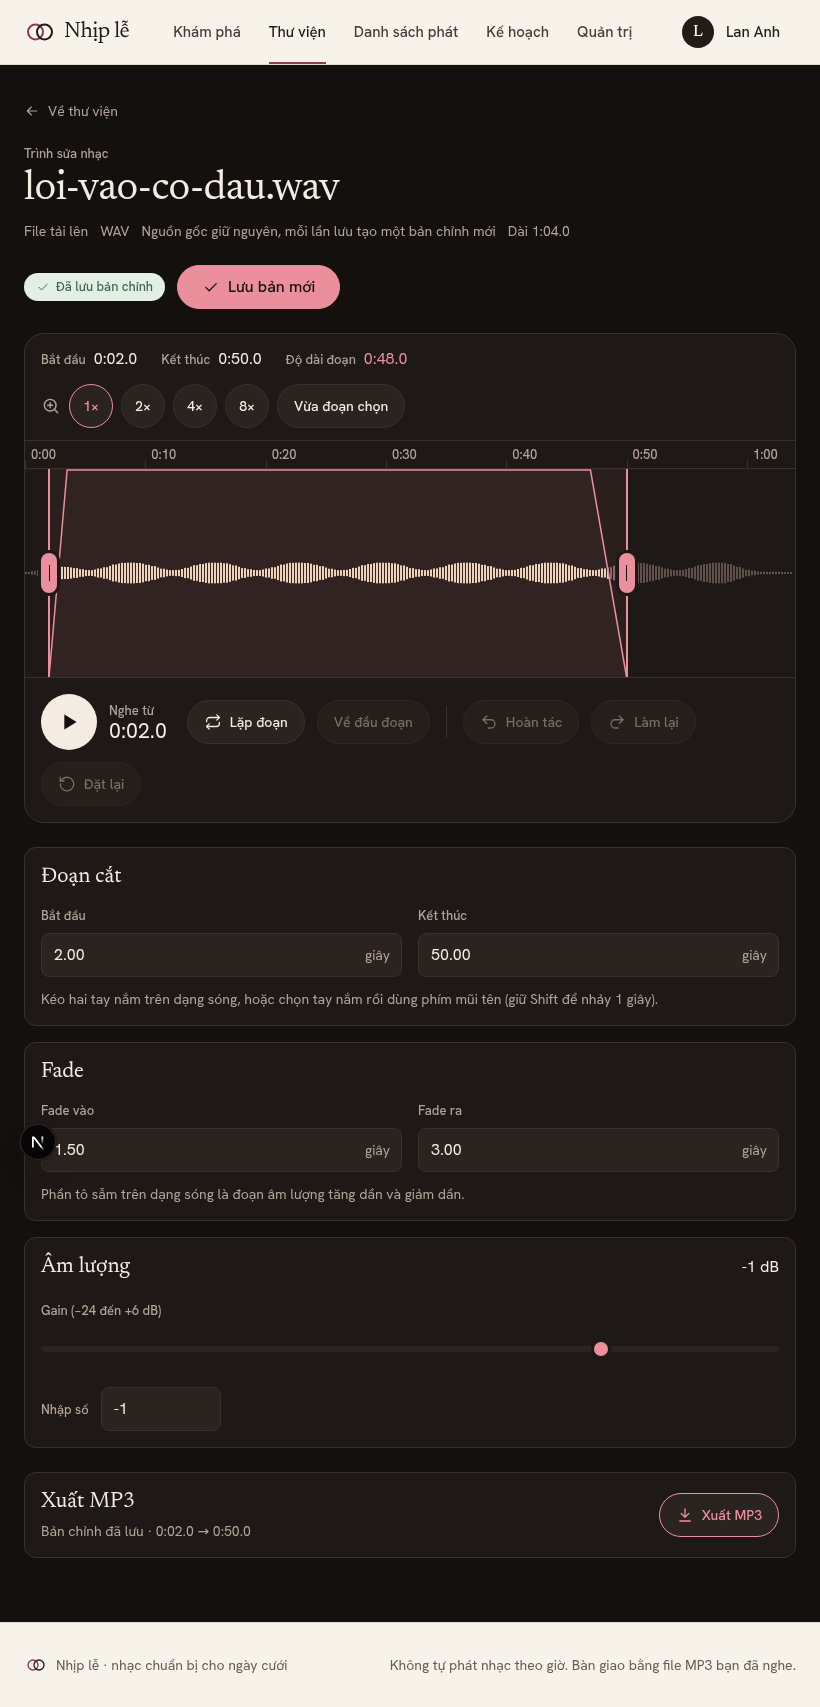 Nhịp lễ Khám phá Thư viện Danh sách phát Kế hoạch Quản trị L Lan Anh
← Về thư viện
Trình sửa nhạc
loi-vao-co-dau.wav
File tải lên WAV Nguồn gốc giữ nguyên, mỗi lần lưu tạo một bản chỉnh mới Dài 1:04.0
Đã lưu bản chỉnh Lưu bản mới
Bắt đầu 0:02.0 Kết thúc 0:50.0 Độ dài đoạn 0:48.0
1× 2× 4× 8× Vừa đoạn chọn
0:00 0:10 0:20 0:30 0:40 0:50 1:00
Nghe từ
0:02.0 Lặp đoạn Về đầu đoạn Hoàn tác Làm lại
Đặt lại
Đoạn cắt
Bắt đầu Kết thúc
2.00 giây 50.00 giây
Kéo hai tay nắm trên dạng sóng, hoặc chọn tay nắm rồi dùng phím mũi tên (giữ Shift để nhảy 1 giây).
Fade
Fade vào Fade ra
N 1.50 giây 3.00 giây
Phần tô sẫm trên dạng sóng là đoạn âm lượng tăng dần và giảm dần.
Âm lượng -1 dB
Gain (−24 đến +6 dB)
Nhập số -1
Xuất MP3
Bản chỉnh đã lưu · 0:02.0 → 0:50.0 Xuất MP3
Nhịp lễ · nhạc chuẩn bị cho ngày cưới Không tự phát nhạc theo giờ. Bàn giao bằng file MP3 bạn đã nghe.